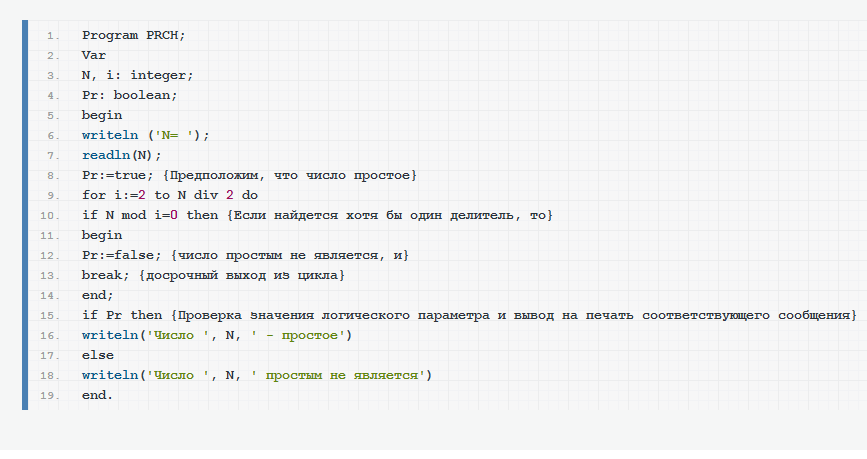 1. Program PRCH;
2. Var
3. N, i: integer;
4. Pr: boolean;
5. begin
6. writeln ('N= ');
7. readln(N);
8. Pr:=true; {Предположим, что число простое}
9. for i:=2 to N div 2 do
10. if N mod i=0 then {Если найдется хотя бы один делитель, то}
11. begin
12. Pr:=false; {число простым не является, и}
13. break; {досрочный выход из цикла}
14. end;
15. if Pr then {Проверка значения логического параметра и вывод на печать соответствующего сообщения}
16. writeln('Число ', N, ' - простое')
17. else
18. writeln('Число ', N, ' простым не является')
19. end.